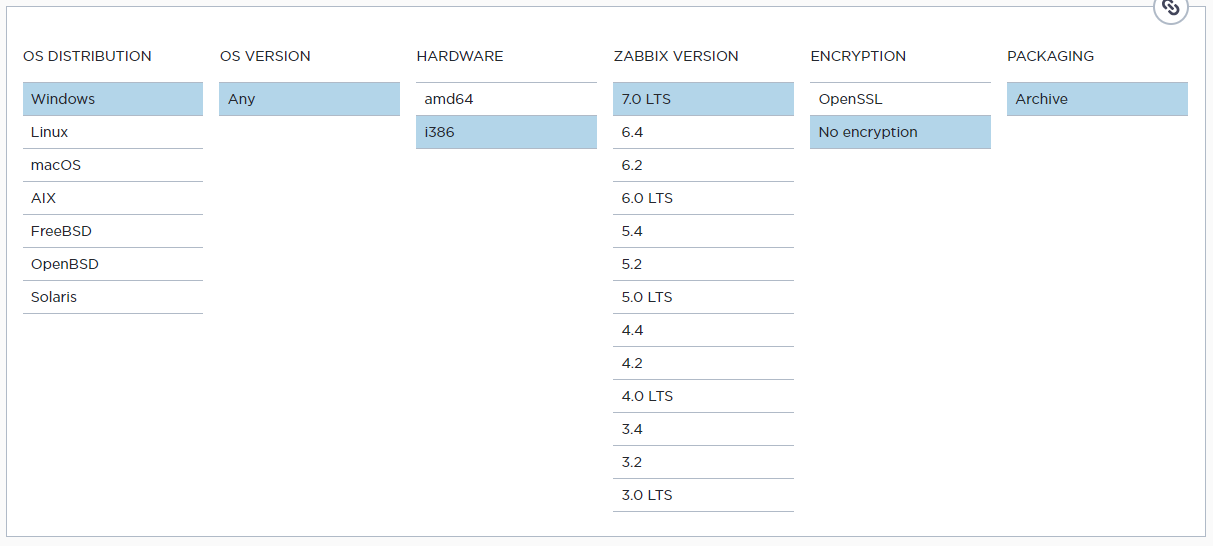 OS DISTRIBUTION OS VERSION HARDWARE ZABBIX VERSION ENCRYPTION PACKAGING
Windows Any amd64 7.0 LTS OpenSSL Archive
Linux i386 6.4 No encryption
macOS 6.2
AIX 6.0 LTS
FreeBSD 5.4
OpenBSD 5.2
Solaris 5.0 LTS
4.4
4.2
4.0 LTS
3.4
3.2
3.0 LTS